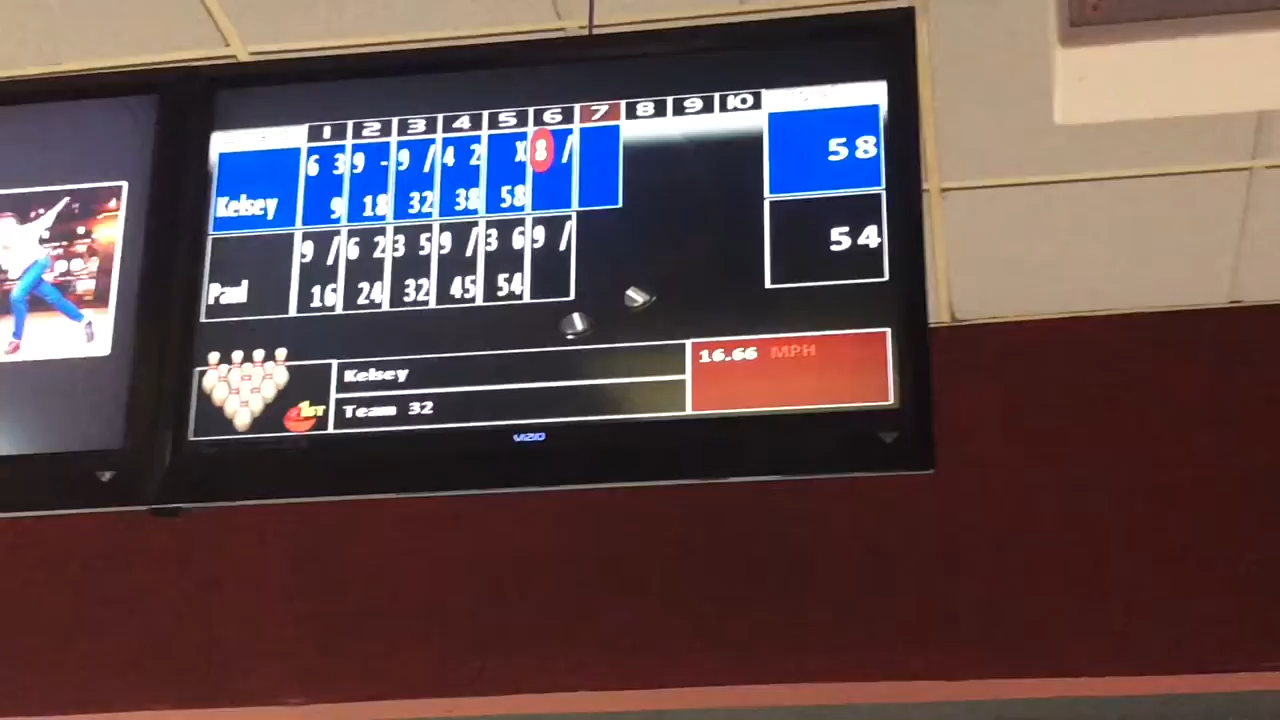 1 2 3 4 5 6 7 8 9 10
6 3 9 - 9 / 4 2 X 8 / 58
Kelsey 9 18 32 38 58
9 / 6 2 3 5 9 / 3 6 9 / 54
Paul 16 24 32 45 54
16.66 MPH
Kelsey
1ST
Team 32
VIZIO